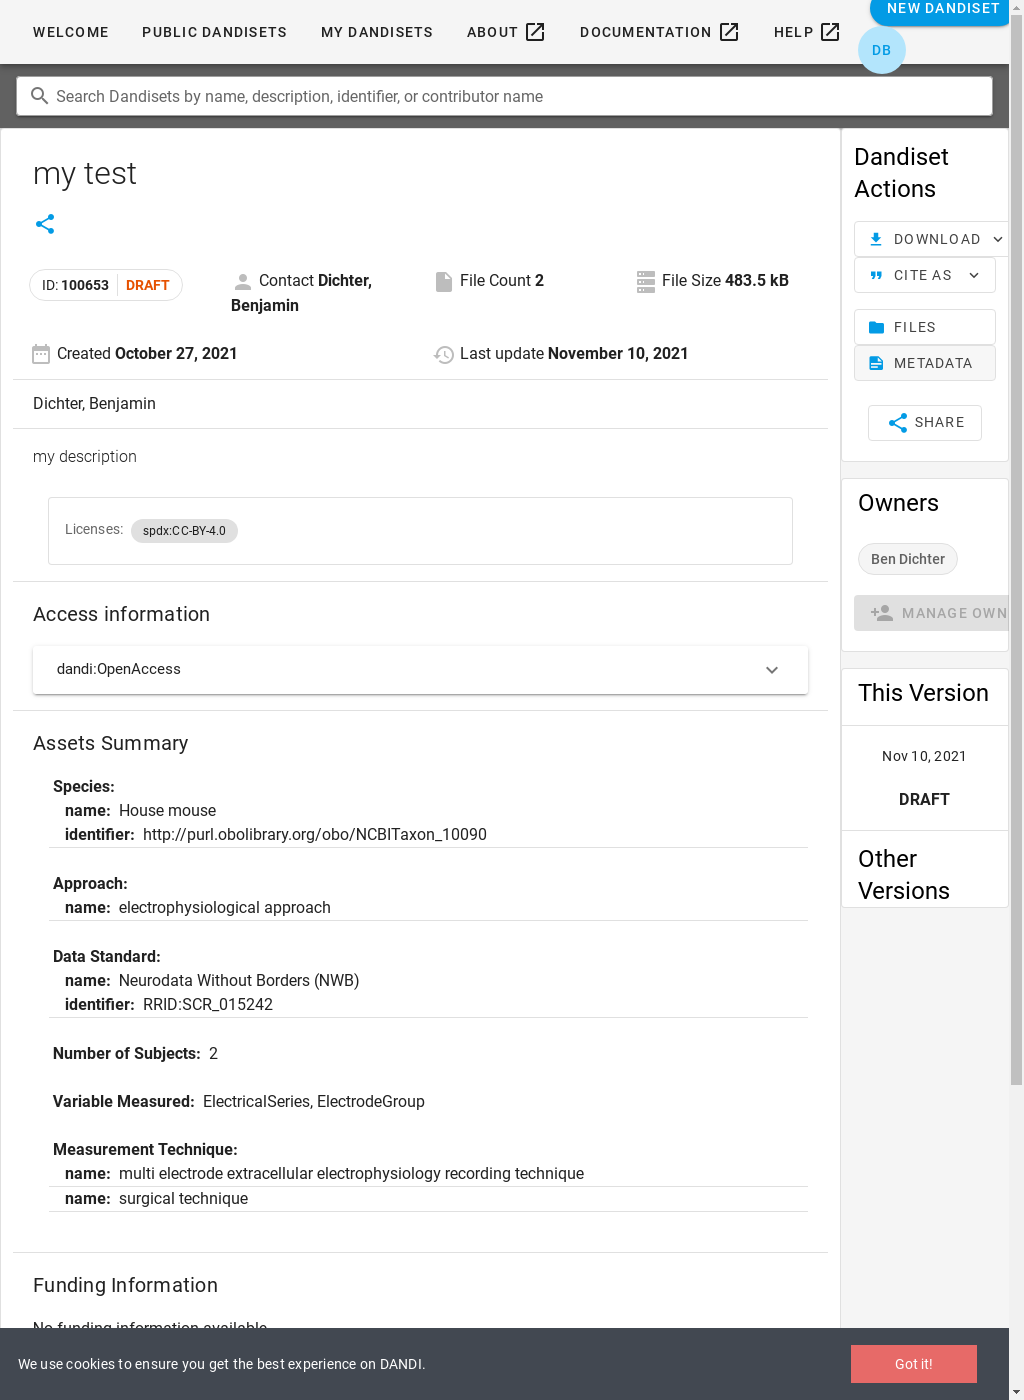 WELCOME PUBLIC DANDISETS MY DANDISETS ABOUT DOCUMENTATION HELP NEW DANDISET
DB
Search Dandisets by name, description, identifier, or contributor name
my test
ID: 100653 DRAFT
Contact Dichter,
Benjamin
File Count 2
File Size 483.5 kB
Created October 27, 2021
Last update November 10, 2021
Dichter, Benjamin
my description
Licenses: spdx:CC-BY-4.0
Access information
dandi:OpenAccess
Assets Summary
Species:
name: House mouse
identifier: http://purl.obolibrary.org/obo/NCBITaxon_10090
Approach:
name: electrophysiological approach
Data Standard:
name: Neurodata Without Borders (NWB)
identifier: RRID:SCR_015242
Number of Subjects: 2
Variable Measured: ElectricalSeries, ElectrodeGroup
Measurement Technique:
name: multi electrode extracellular electrophysiology recording technique
name: surgical technique
Funding Information
No funding information available
Dandiset
Actions
DOWNLOAD
CITE AS
FILES
METADATA
SHARE
Owners
Ben Dichter
MANAGE OWN
This Version
Nov 10, 2021
DRAFT
Other
Versions
We use cookies to ensure you get the best experience on DANDI.
Got it!